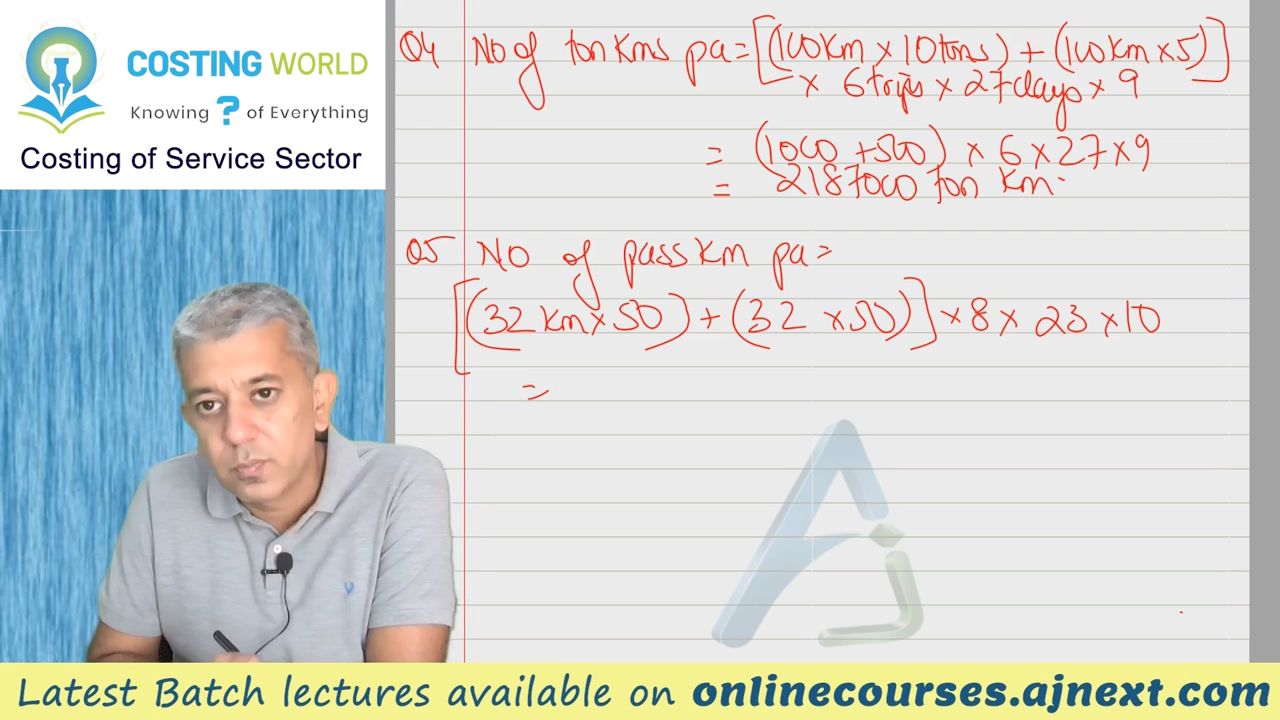 COSTING WORLD
Knowing ? of Everything
Costing of Service Sector
Q4 No of ton Kms pa = [(100km × 10tons) + (100km × 5)]
× 6trips × 27days × 9
= (1000 + 500) × 6 × 27 × 9
= 2187000 ton km.
Q5 NO of pass km pa =
[(32 km × 50) + (32 × 50)] × 8 × 23 × 10
=
Latest Batch lectures available on onlinecourses.ajnext.com